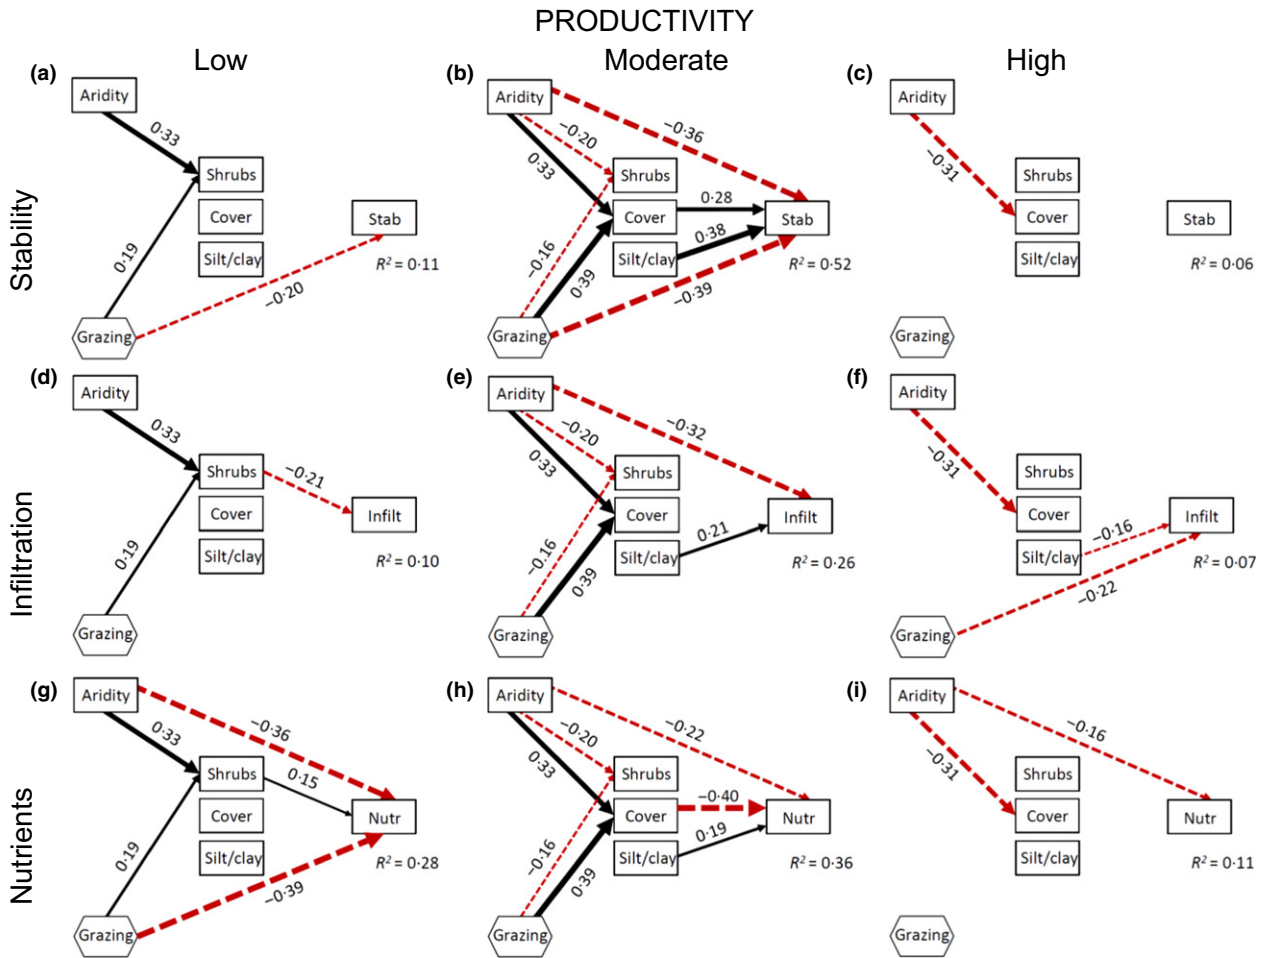 PRODUCTIVITY
Low
Moderate
High
Stability
(a)
Aridity
0·33
Shrubs
Cover
Stab
Silt/clay
0·19
R² = 0·11
−0·20
Grazing
(b)
Aridity
−0·36
−0·20
0·33
Shrubs
0·28
Cover
Stab
0·38
Silt/clay
−0·16
R² = 0·52
0·39
−0·39
Grazing
(c)
Aridity
−0·31
Shrubs
Cover
Stab
Silt/clay
R² = 0·06
Grazing
Infiltration
(d)
Aridity
0·33
Shrubs
−0·21
Cover
Infilt
Silt/clay
0·19
R² = 0·10
Grazing
(e)
Aridity
−0·32
−0·20
0·33
Shrubs
Cover
Infilt
0·21
Silt/clay
−0·16
R² = 0·26
0·39
Grazing
(f)
Aridity
−0·31
Shrubs
Cover
Infilt
−0·16
Silt/clay
R² = 0·07
−0·22
Grazing
Nutrients
(g)
Aridity
−0·36
0·33
Shrubs
0·15
Cover
Nutr
Silt/clay
0·19
R² = 0·28
−0·39
Grazing
(h)
Aridity
−0·22
−0·20
0·33
Shrubs
−0·40
Cover
Nutr
0·19
Silt/clay
−0·16
R² = 0·36
0·39
Grazing
(i)
Aridity
−0·16
−0·31
Shrubs
Cover
Nutr
Silt/clay
R² = 0·11
Grazing